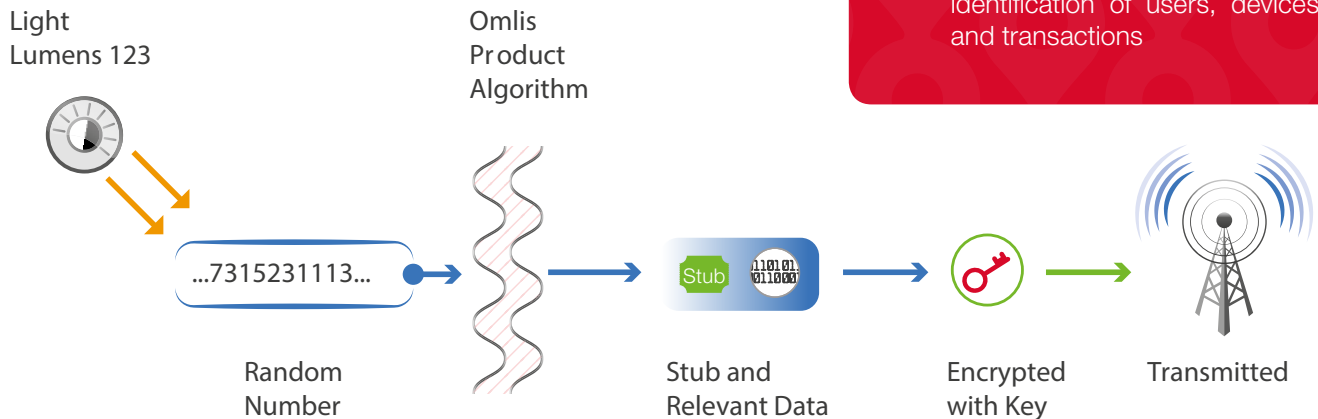 Light
Lumens 123
Omlis
Product
Algorithm
identification of users, devices
and transactions
...7315231113...
Stub
Random
Number
Stub and
Relevant Data
Encrypted
with Key
Transmitted